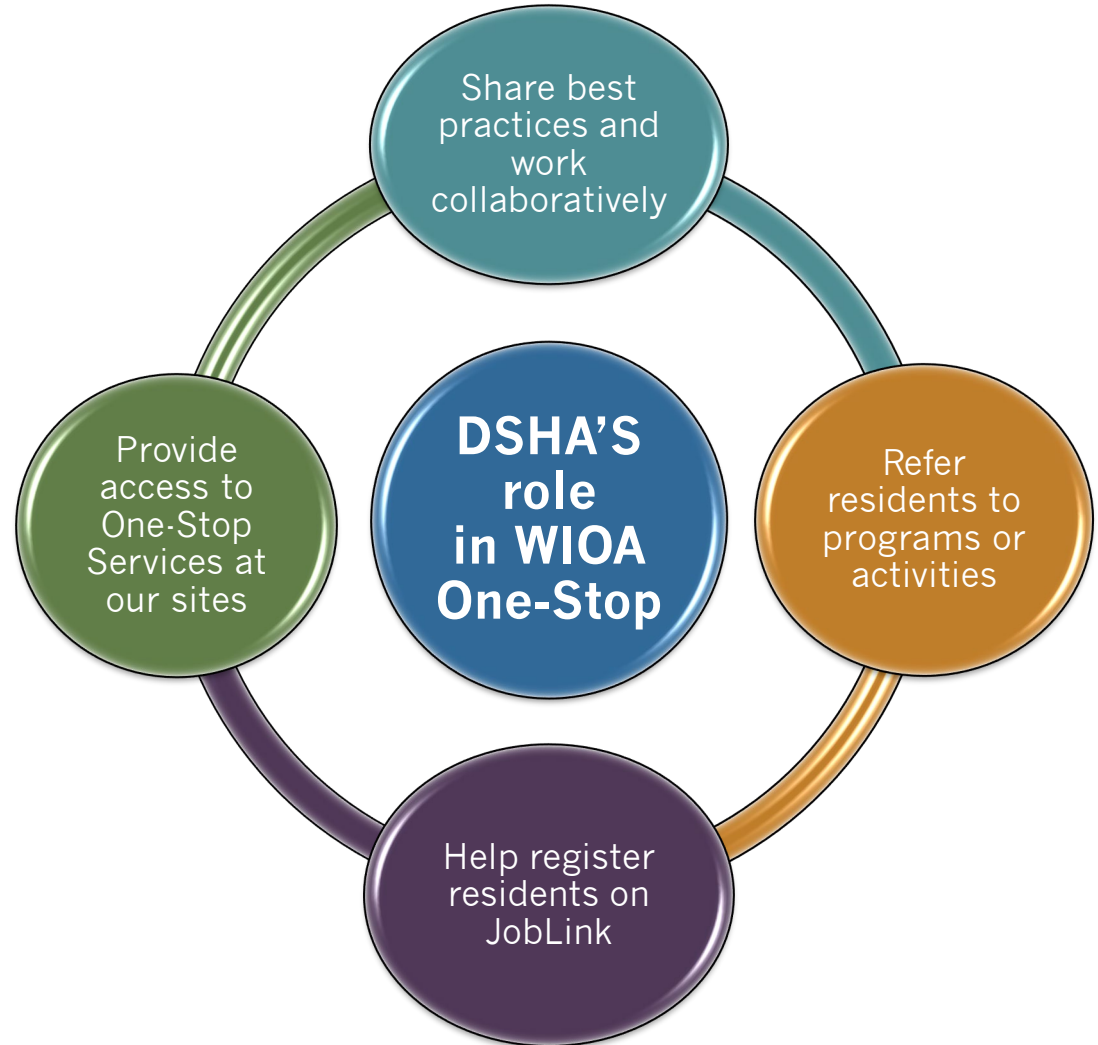 Share best
practices and
work
collaboratively
DSHA'S
role
in WIOA
One-Stop
Refer
residents to
programs or
activities
Help register
residents on
JobLink
Provide
access to
One-Stop
Services at
our sites